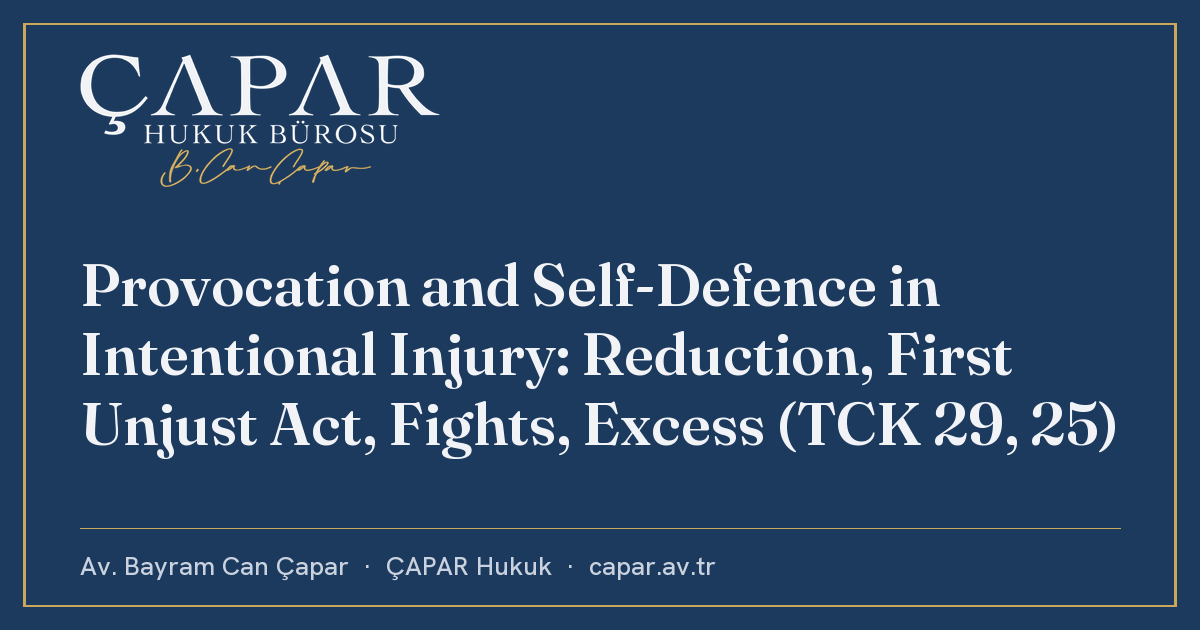 ÇAPAR
HUKUK BÜROSU
B.Can Çapar
Provocation and Self-Defence in
Intentional Injury: Reduction, First
Unjust Act, Fights, Excess (TCK 29, 25)
Av. Bayram Can Çapar · ÇAPAR Hukuk · capar.av.tr